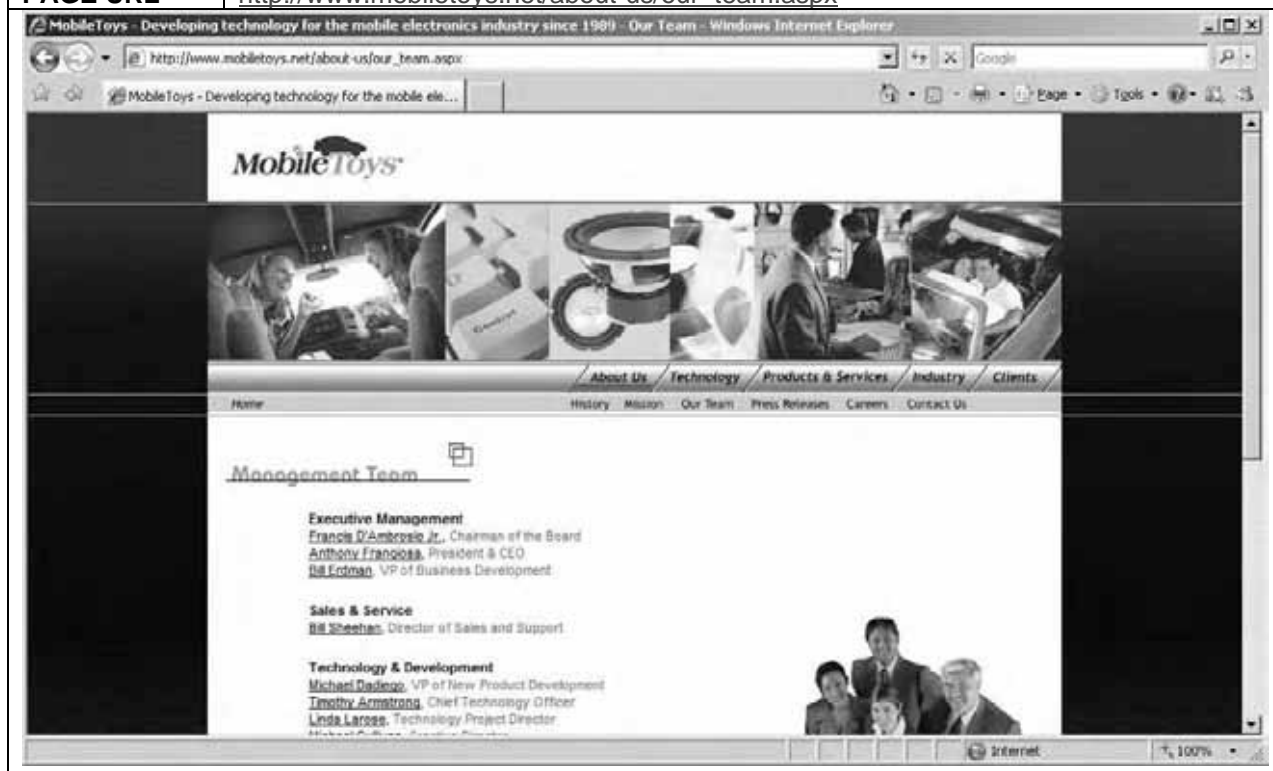 PAGE URL http://www.mobiletoys.net/about-us/our_team.aspx
MobileToys - Developing technology for the mobile electronics industry since 1989 - Our Team - Windows Internet Explorer
http://www.mobiletoys.net/about-us/our_team.aspx
Google
MobileToys - Developing technology for the mobile ele...
Page
Tools
MobileToys
About Us / Technology / Products & Services / Industry / Clients
Home
History Mission Our Team Press Releases Careers Contact Us
Management Team
Executive Management
Francis D'Ambrosio Jr., Chairman of the Board
Anthony Frangiosa, President & CEO
Bill Erdman, VP of Business Development
Sales & Service
Bill Sheehan, Director of Sales and Support
Technology & Development
Michael Dadiego, VP of New Product Development
Timothy Armstrong, Chief Technology Officer
Linda Larose, Technology Project Director
Internet
100%